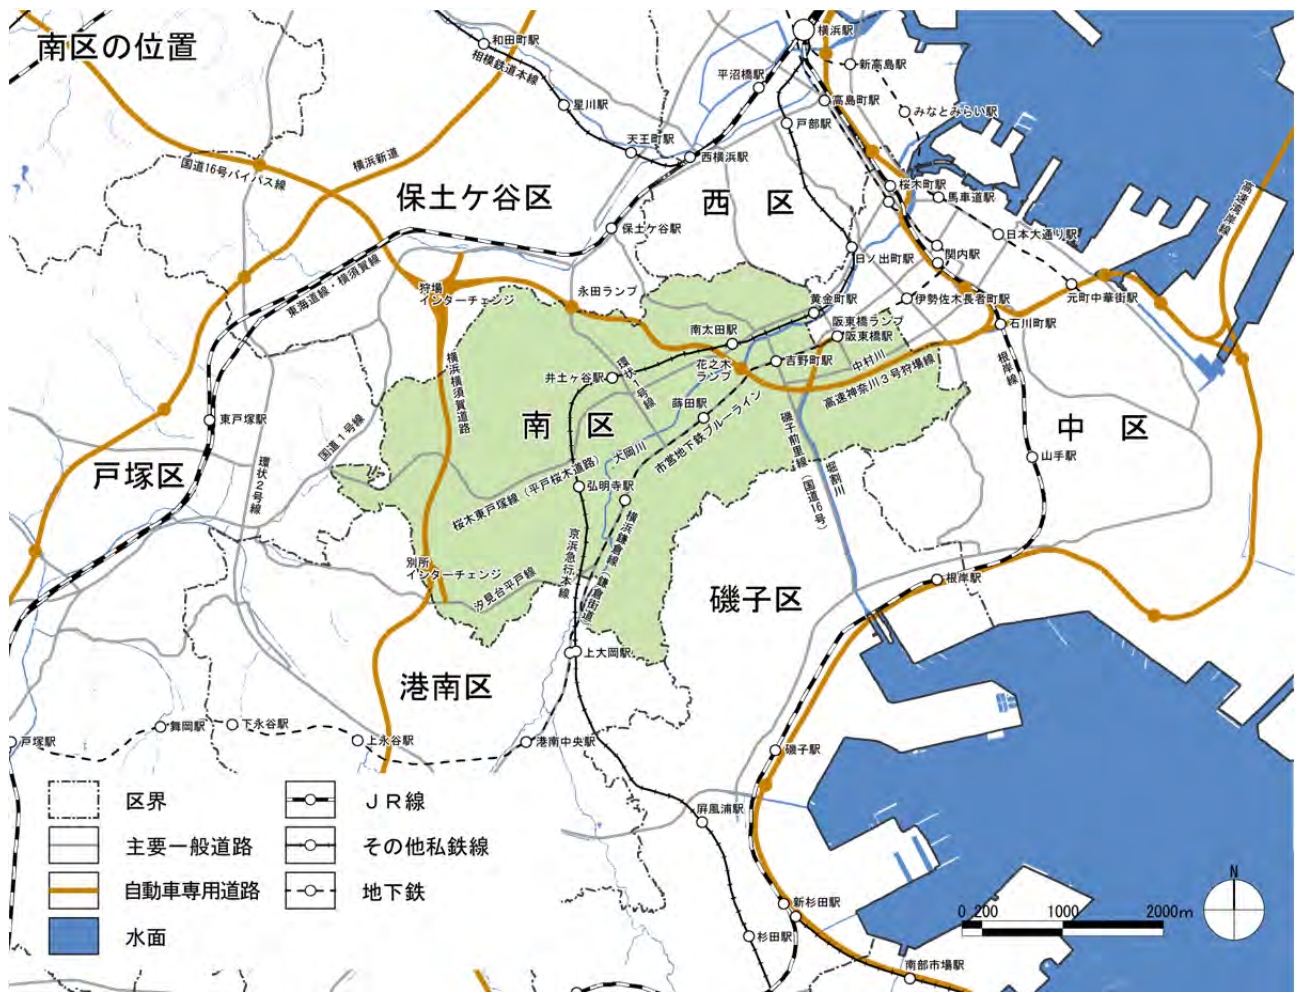 南区の位置
和田町駅
相模鉄道本線
横浜駅
新高島駅
平沼橋駅
星川駅
高島町駅
みなとみらい駅
戸部駅
天王町駅
西横浜駅
国道16号バイパス線
横浜新道
保土ケ谷区
西 区
桜木町駅
馬車道駅
高速湾岸線
保土ケ谷駅
日本大通り駅
日ノ出町駅
関内駅
東海道線・横須賀線
狩場
インターチェンジ
永田ランプ
黄金町駅
伊勢佐木長者町駅
元町中華街駅
阪東橋ランプ
阪東橋駅
石川町駅
南太田駅
吉野町駅
中村川
花之木
ランプ
環状1号線
井土ヶ谷駅
横浜横須賀道路
高速神奈川3号狩場線
根岸線
蒔田駅
東戸塚駅
国道1号線
南 区
大岡川
市営地下鉄ブルーライン
磯子前里線(国道16号)
中 区
山手駅
戸塚区
環状2号線
堀割川
弘明寺駅
桜木東戸塚線(平戸桜木道路)
横浜鎌倉線(鎌倉街道)
京浜急行本線
別所
インターチェンジ
汐見台平戸線
磯子区
根岸駅
上大岡駅
港南区
舞岡駅
下永谷駅
上永谷駅
港南中央駅
戸塚駅
磯子駅
屏風浦駅
区界
JR線
主要一般道路
その他私鉄線
自動車専用道路
地下鉄
水面
新杉田駅
杉田駅
南部市場駅
N
0 200 1000 2000m